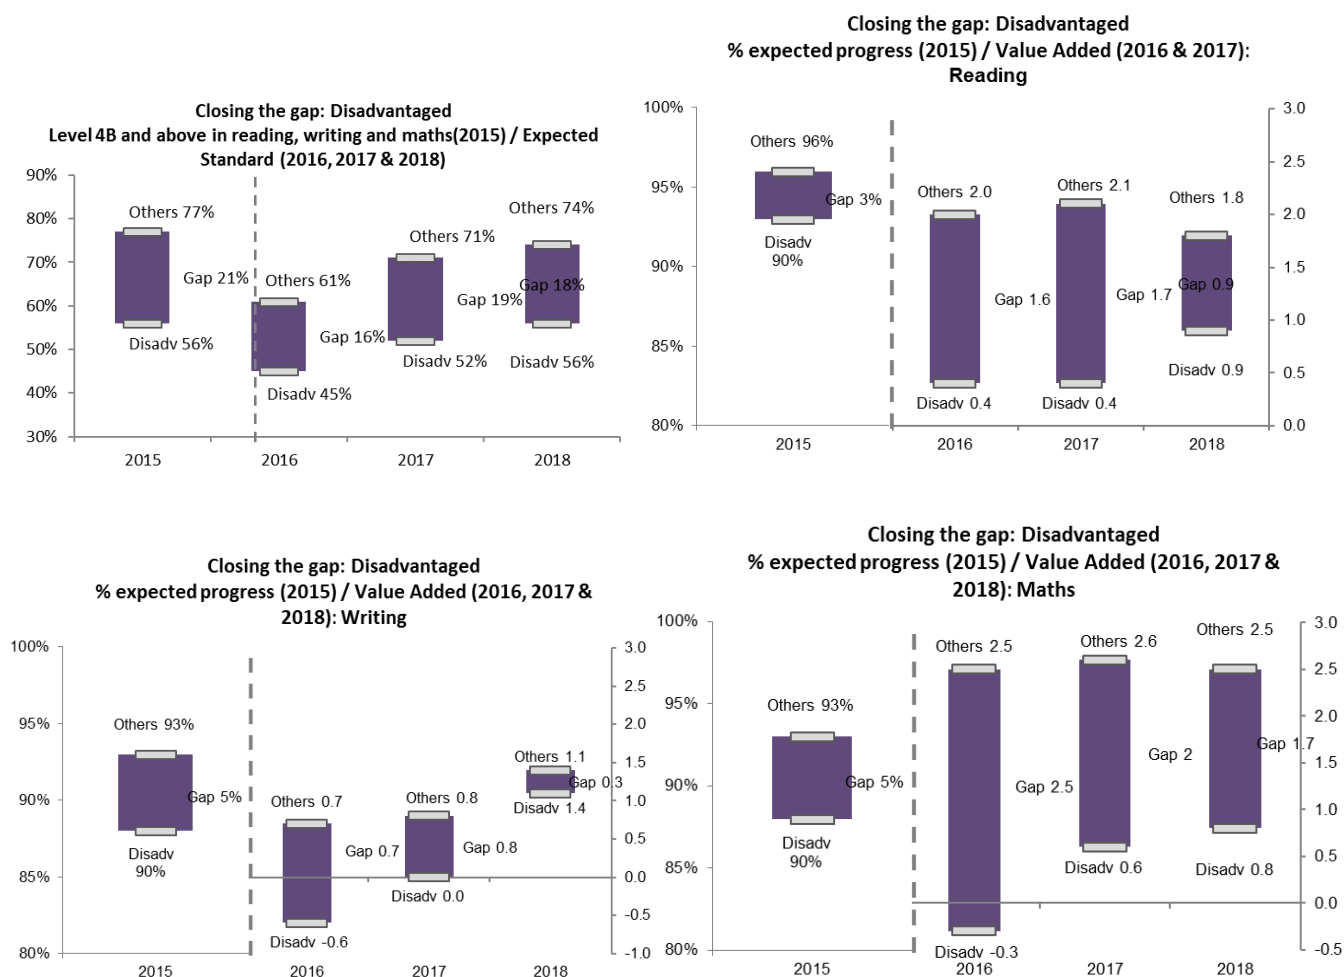 Closing the gap: Disadvantaged
Level 4B and above in reading, writing and maths(2015) / Expected
Standard (2016, 2017 & 2018)
90%
80%
70%
60%
50%
40%
30%
Others 77%
Gap 21%
Disadv 56%
Others 61%
Gap 16%
Disadv 45%
Others 71%
Gap 19%
Disadv 52%
Others 74%
Gap 18%
Disadv 56%
2015
2016
2017
2018
Closing the gap: Disadvantaged
% expected progress (2015) / Value Added (2016 & 2017):
Reading
100%
95%
90%
85%
80%
Others 96%
Gap 3%
Disadv
90%
Others 2.0
Gap 1.6
Disadv 0.4
Others 2.1
Gap 1.7
Disadv 0.4
Others 1.8
Gap 0.9
Disadv 0.9
3.0
2.5
2.0
1.5
1.0
0.5
0.0
2015
2016
2017
2018
Closing the gap: Disadvantaged
% expected progress (2015) / Value Added (2016, 2017 &
2018): Writing
100%
95%
90%
85%
80%
Others 93%
Gap 5%
Disadv
90%
Others 0.7
Gap 0.7
Disadv -0.6
Others 0.8
Gap 0.8
Disadv 0.0
Others 1.1
Gap 0.3
Disadv 1.4
3.0
2.5
2.0
1.5
1.0
0.5
0.0
-0.5
-1.0
2015
2016
2017
2018
Closing the gap: Disadvantaged
% expected progress (2015) / Value Added (2016, 2017 &
2018): Maths
100%
95%
90%
85%
80%
Others 93%
Gap 5%
Disadv
90%
Others 2.5
Gap 2.5
Disadv -0.3
Others 2.6
Gap 2
Disadv 0.6
Others 2.5
Gap 1.7
Disadv 0.8
3.0
2.5
2.0
1.5
1.0
0.5
0.0
-0.5
2015
2016
2017
2018